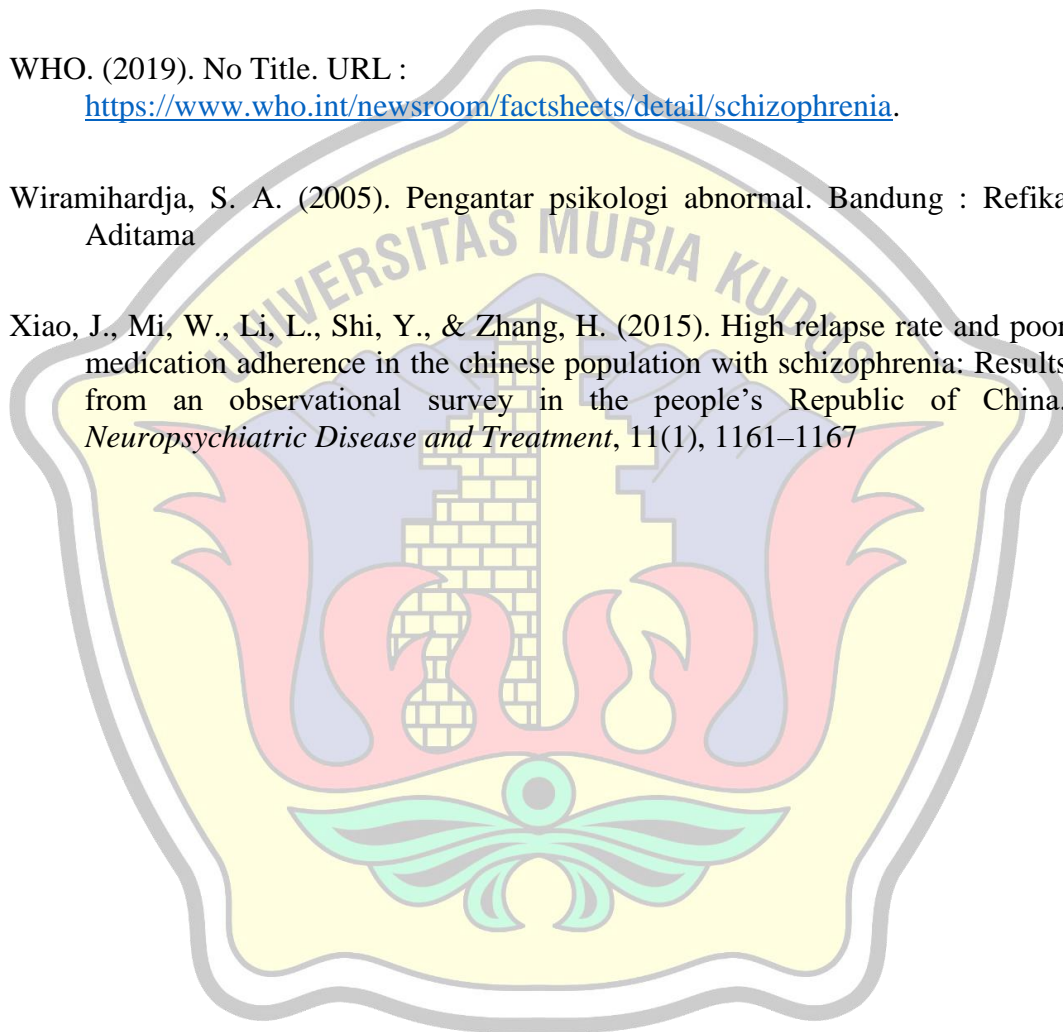 WHO. (2019). No Title. URL :
https://www.who.int/newsroom/factsheets/detail/schizophrenia.
Wiramihardja, S. A. (2005). Pengantar psikologi abnormal. Bandung : Refika
Aditama
UNIVERSITAS MURIA KUDUS
Xiao, J., Mi, W., Li, L., Shi, Y., & Zhang, H. (2015). High relapse rate and poor
medication adherence in the chinese population with schizophrenia: Results
from an observational survey in the people’s Republic of China.
Neuropsychiatric Disease and Treatment, 11(1), 1161–1167